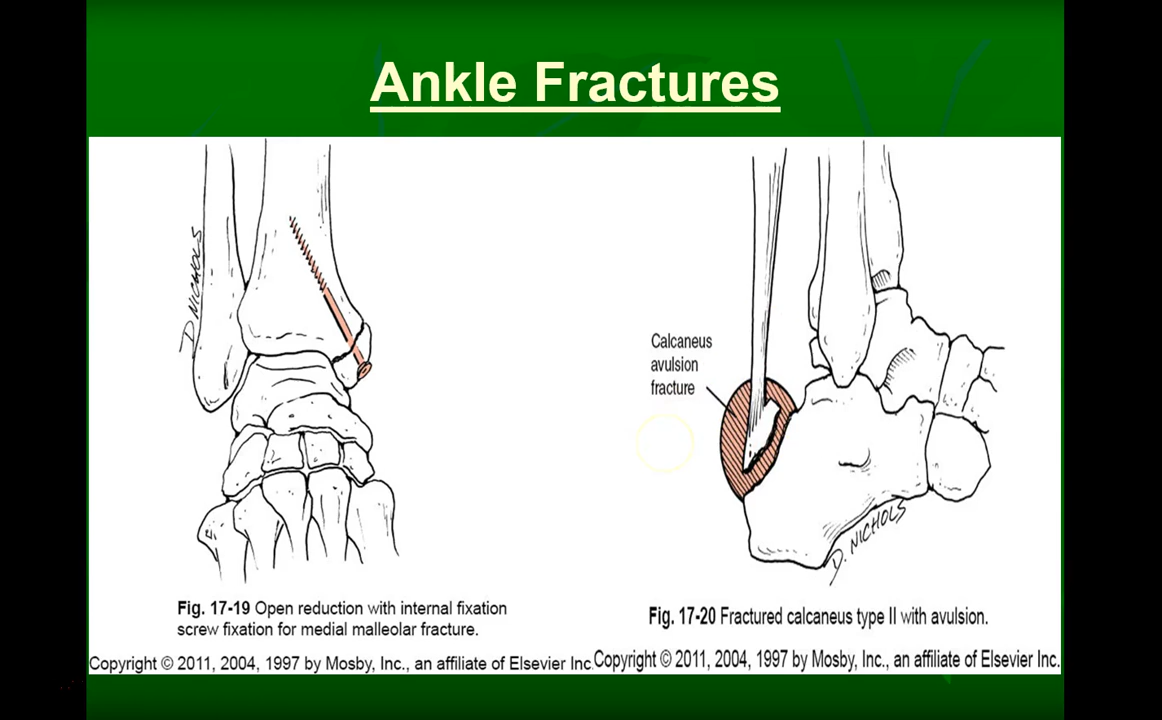 Ankle Fractures
D NICHOLS
Calcaneus
avulsion
fracture
D. NICHOLS
Fig. 17-19 Open reduction with internal fixation
screw fixation for medial malleolar fracture.
Fig. 17-20 Fractured calcaneus type II with avulsion.
Copyright © 2011, 2004, 1997 by Mosby, Inc., an affiliate of Elsevier Inc.
Copyright © 2011, 2004, 1997 by Mosby, Inc., an affiliate of Elsevier Inc.